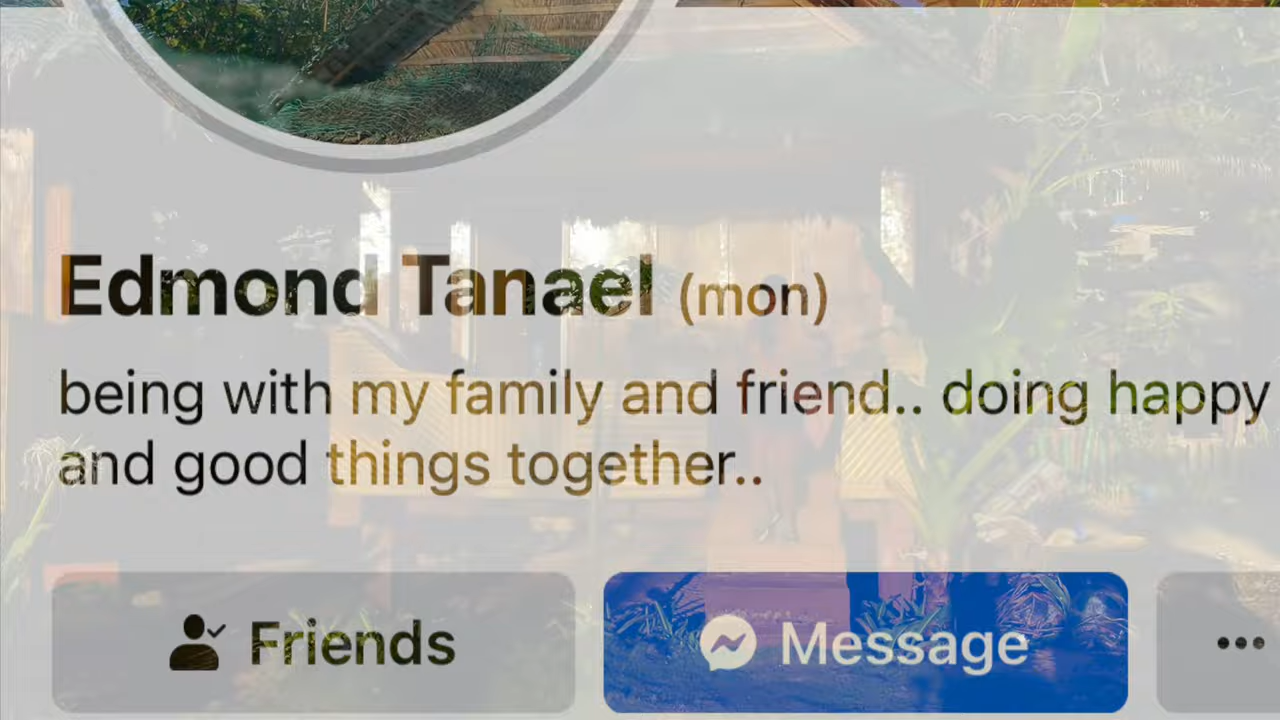 Edmond Tanael (mon)
being with my family and friend.. doing happy
and good things together..
Friends
Message